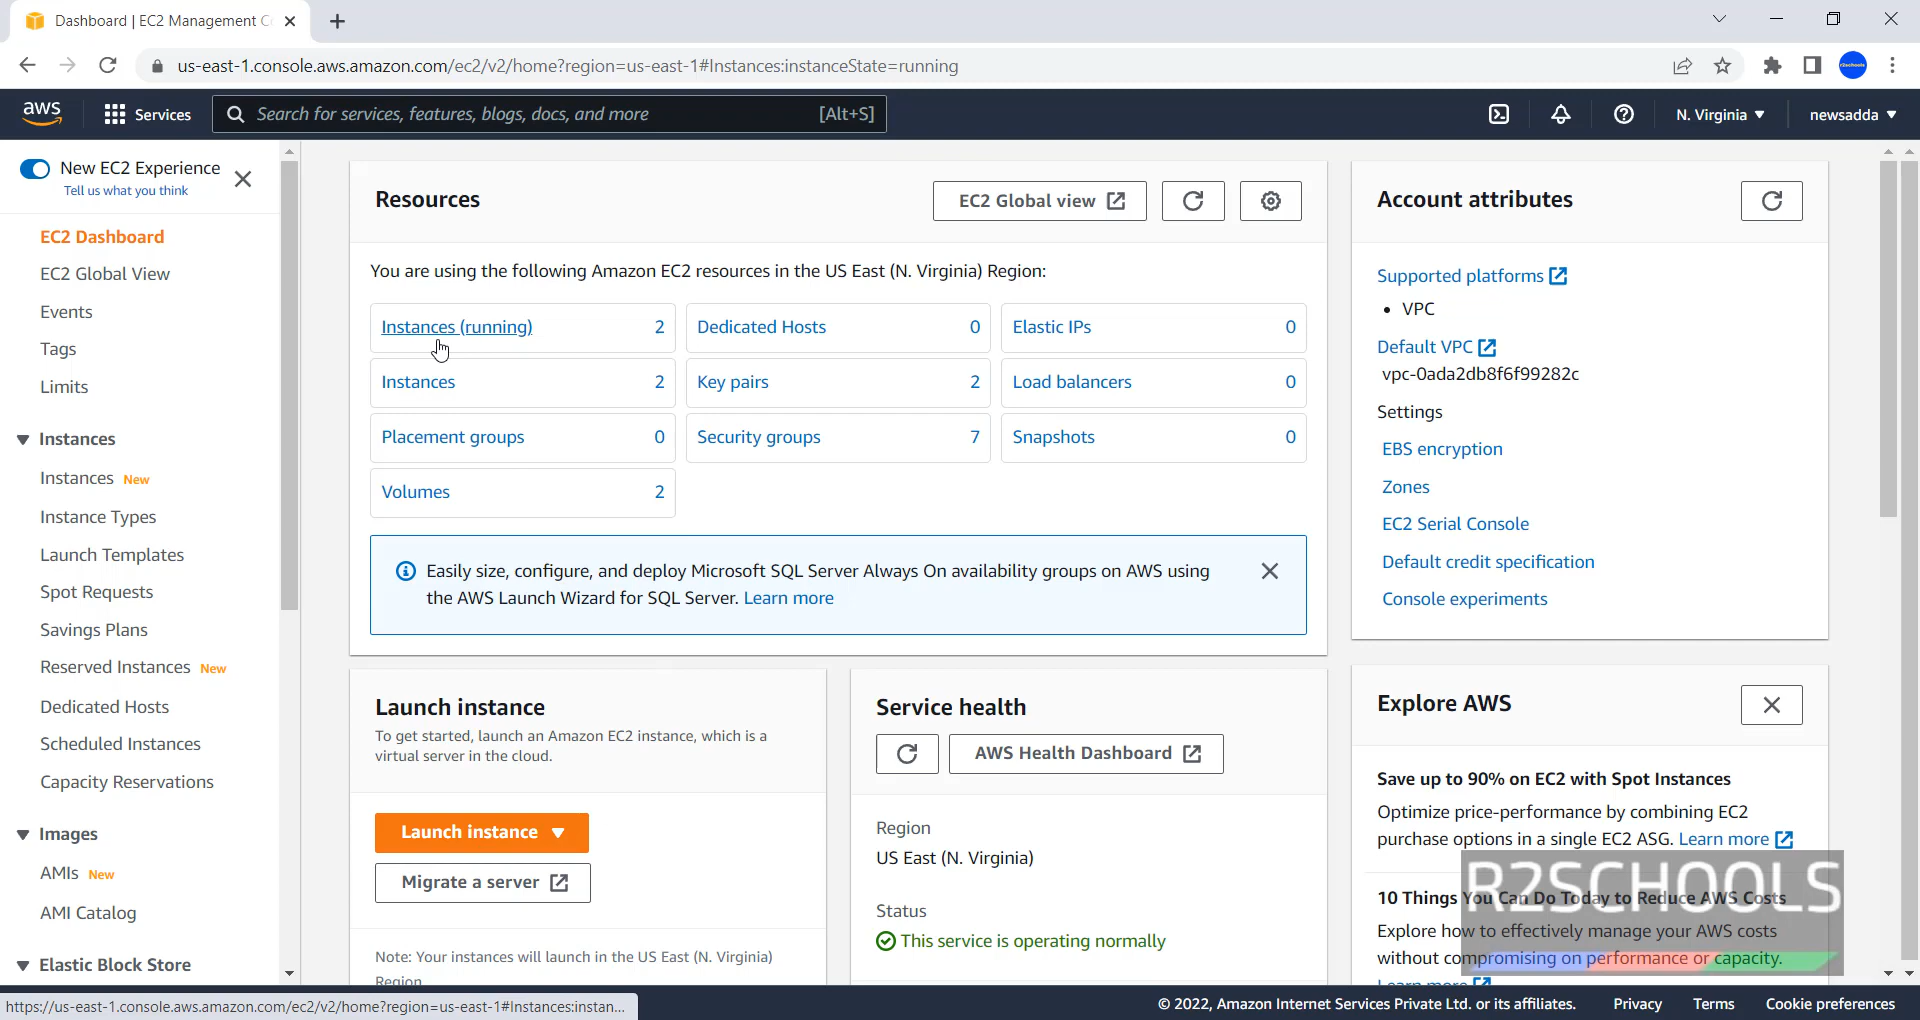 Dashboard | EC2 Management C
us-east-1.console.aws.amazon.com/ec2/v2/home?region=us-east-1#Instances:instanceState=running
aws
Services
Search for services, features, blogs, docs, and more
[Alt+S]
N. Virginia
newsadda
New EC2 Experience
Tell us what you think
EC2 Dashboard
EC2 Global View
Events
Tags
Limits
Instances
Instances New
Instance Types
Launch Templates
Spot Requests
Savings Plans
Reserved Instances New
Dedicated Hosts
Scheduled Instances
Capacity Reservations
Images
AMIs New
AMI Catalog
Elastic Block Store
Resources
EC2 Global view
You are using the following Amazon EC2 resources in the US East (N. Virginia) Region:
Instances (running) 2
Dedicated Hosts 0
Elastic IPs 0
Instances 2
Key pairs 2
Load balancers 0
Placement groups 0
Security groups 7
Snapshots 0
Volumes 2
Easily size, configure, and deploy Microsoft SQL Server Always On availability groups on AWS using
the AWS Launch Wizard for SQL Server. Learn more
Launch instance
To get started, launch an Amazon EC2 instance, which is a
virtual server in the cloud.
Launch instance
Migrate a server
Note: Your instances will launch in the US East (N. Virginia)
Region
Service health
AWS Health Dashboard
Region
US East (N. Virginia)
Status
This service is operating normally
Account attributes
Supported platforms
• VPC
Default VPC
vpc-0ada2db8f6f99282c
Settings
EBS encryption
Zones
EC2 Serial Console
Default credit specification
Console experiments
Explore AWS
Save up to 90% on EC2 with Spot Instances
Optimize price-performance by combining EC2
purchase options in a single EC2 ASG. Learn more
10 Things You Can Do Today to Reduce AWS Costs
Explore how to effectively manage your AWS costs
without compromising on performance or capacity.
Learn more
R2SCHOOLS
https://us-east-1.console.aws.amazon.com/ec2/v2/home?region=us-east-1#Instances:instan...
© 2022, Amazon Internet Services Private Ltd. or its affiliates.
Privacy
Terms
Cookie preferences